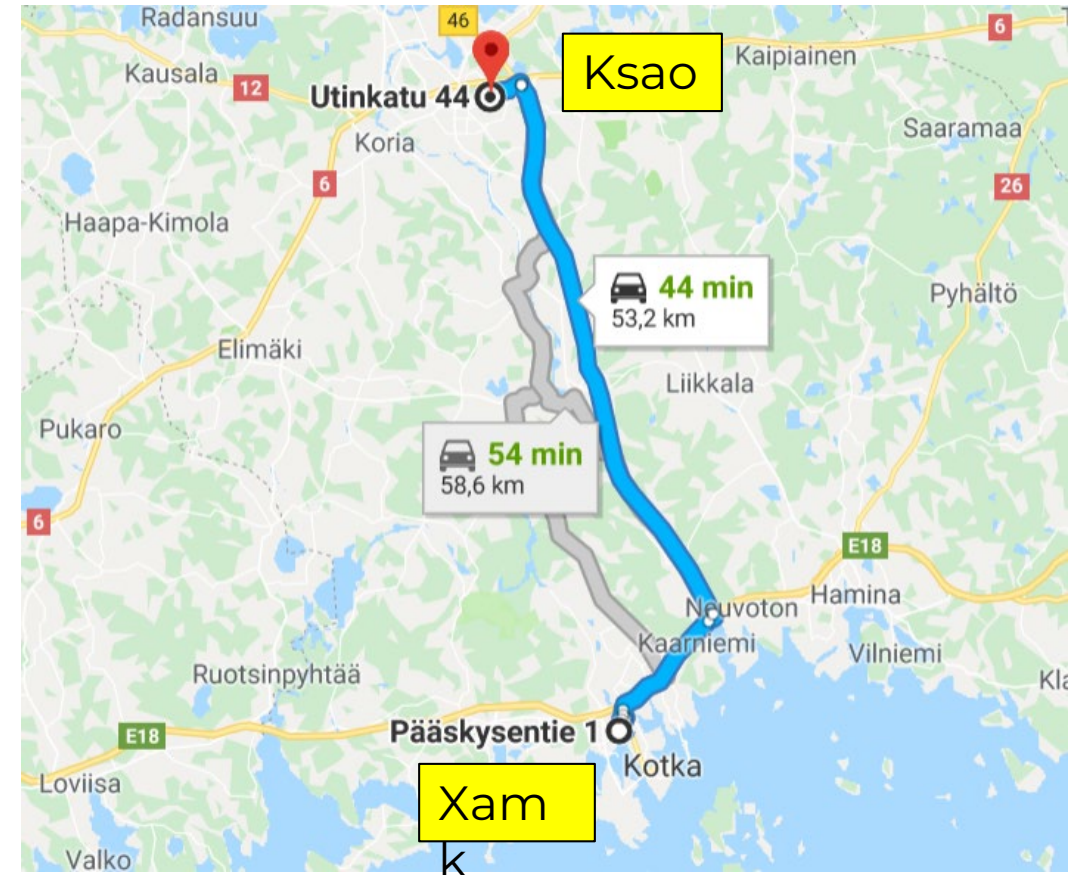 Radansuu
46
6
Kausala
12
Ksao
Kaipiainen
Utinkatu 44
Koria
Saaramaa
6
26
Haapa-Kimola
44 min
53,2 km
Pyhältö
Elimäki
Liikkala
Pukaro
54 min
58,6 km
6
E18
Neuvoton
Hamina
Kaarniemi
Vilniemi
Ruotsinpyhtää
Kla
E18
Pääskysentie 1
Kotka
Loviisa
Xam
k
Valko